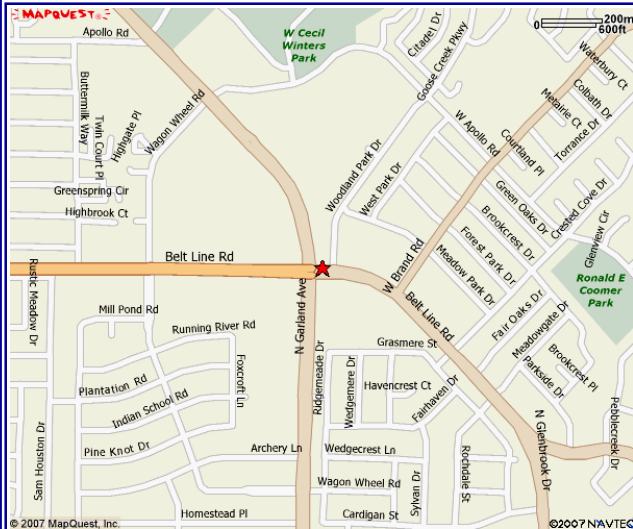 MAPQUEST
200m
600ft
0
Apollo Rd
W Cecil
Winters
Park
Citadel Dr
Goose Creek Pkwy
Waterbury Ct
Colbath Dr
Metairie Ct
Torrance Dr
Courtland Pl
Buttermilk Way
Twin Court Pl
Highgate Pl
Wagon Wheel Rd
Woodland Park Dr
W Apollo Rd
West Park Dr
Green Oaks Dr
Crested Cove Dr
Glenview Cir
Greenspring Cir
Highbrook Ct
Brookcrest Dr
Forest Park Dr
Meadow Park Dr
W Brand Rd
Belt Line Rd
Rustic Meadow Dr
Ronald E
Coomer
Park
Mill Pond Rd
N Garland Ave
Belt Line Rd
Fair Oaks Dr
Running River Rd
Meadowgate Dr
Grasmere St
Ridgemeade Dr
Wedgemere Dr
Foxcroft Ln
Brookcrest Pl
Parkside Dr
Havencrest Ct
Plantation Rd
Indian School Rd
Fairhaven Dr
N Glenbrook Dr
Pebblecreek Dr
Sam Houston Dr
Pine Knot Dr
Archery Ln
Wedgecrest Ln
Rochdale St
Sylvan Dr
Wagon Wheel Rd
Homestead Pl
Cardigan St
© 2007 MapQuest, Inc.
©2007 NAVTEQ